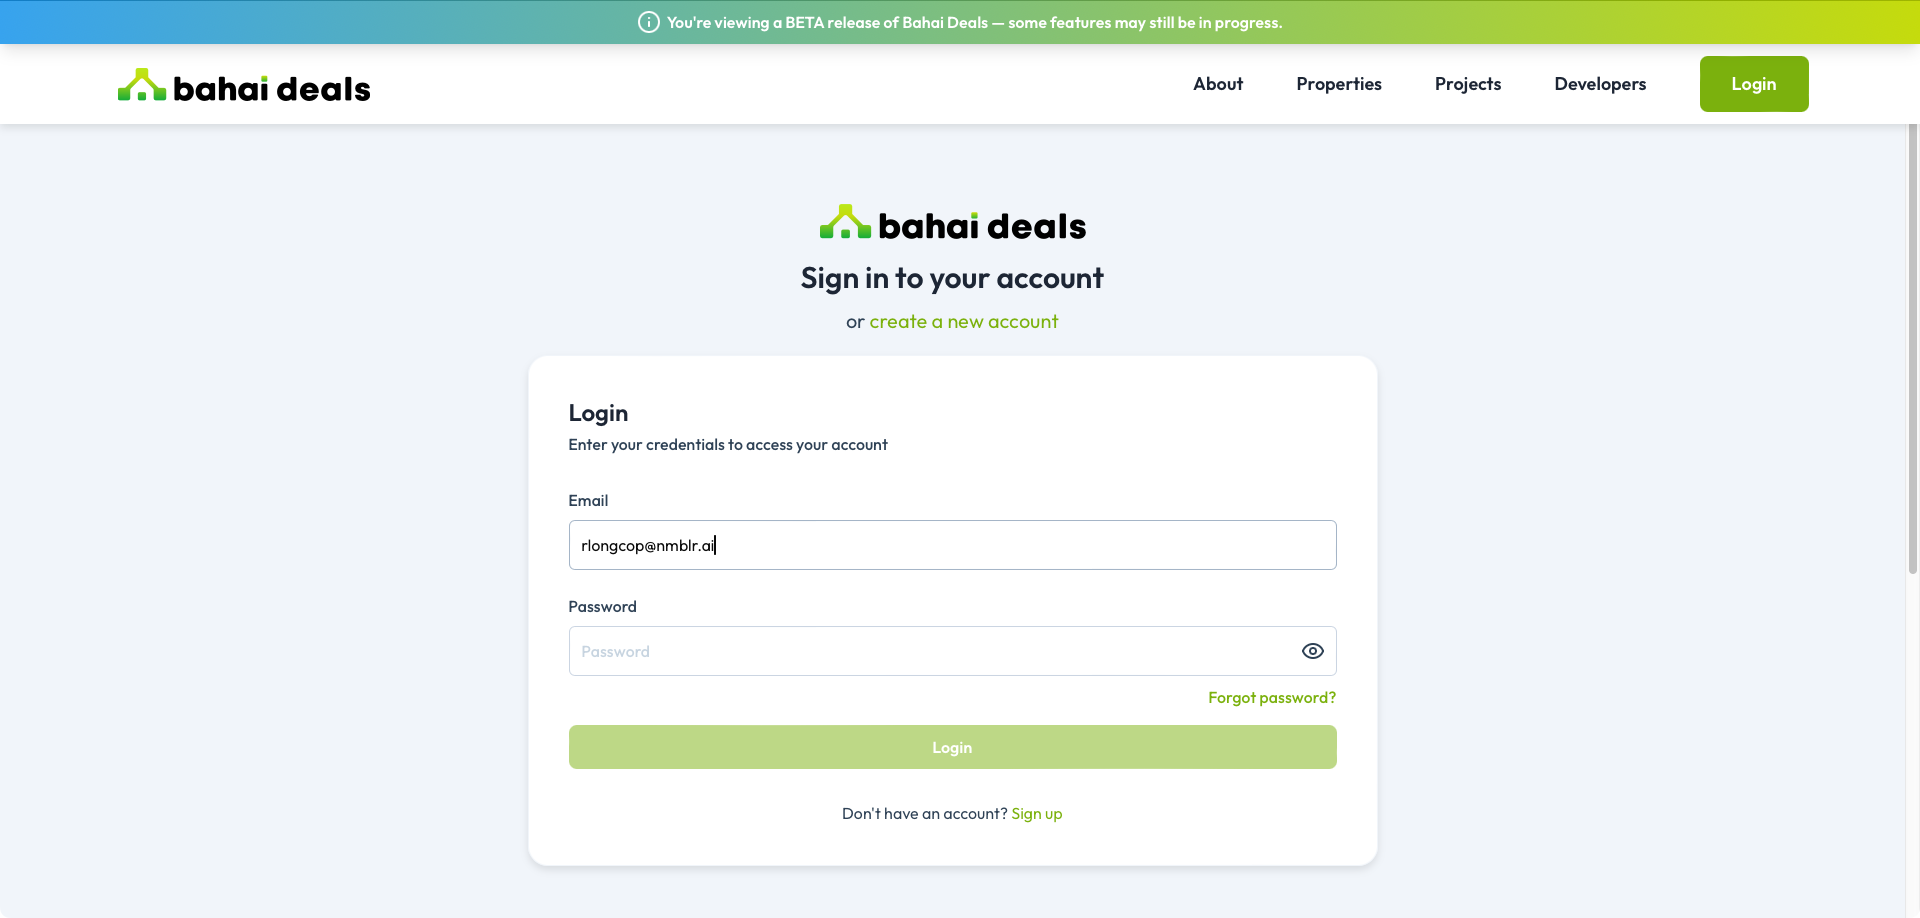 You're viewing a BETA release of Bahai Deals — some features may still be in progress.
bahai deals
About Properties Projects Developers Login
bahai deals
Sign in to your account
or create a new account
Login
Enter your credentials to access your account
Email
rlongcop@nmblr.ai
Password
Password
Forgot password?
Login
Don't have an account? Sign up